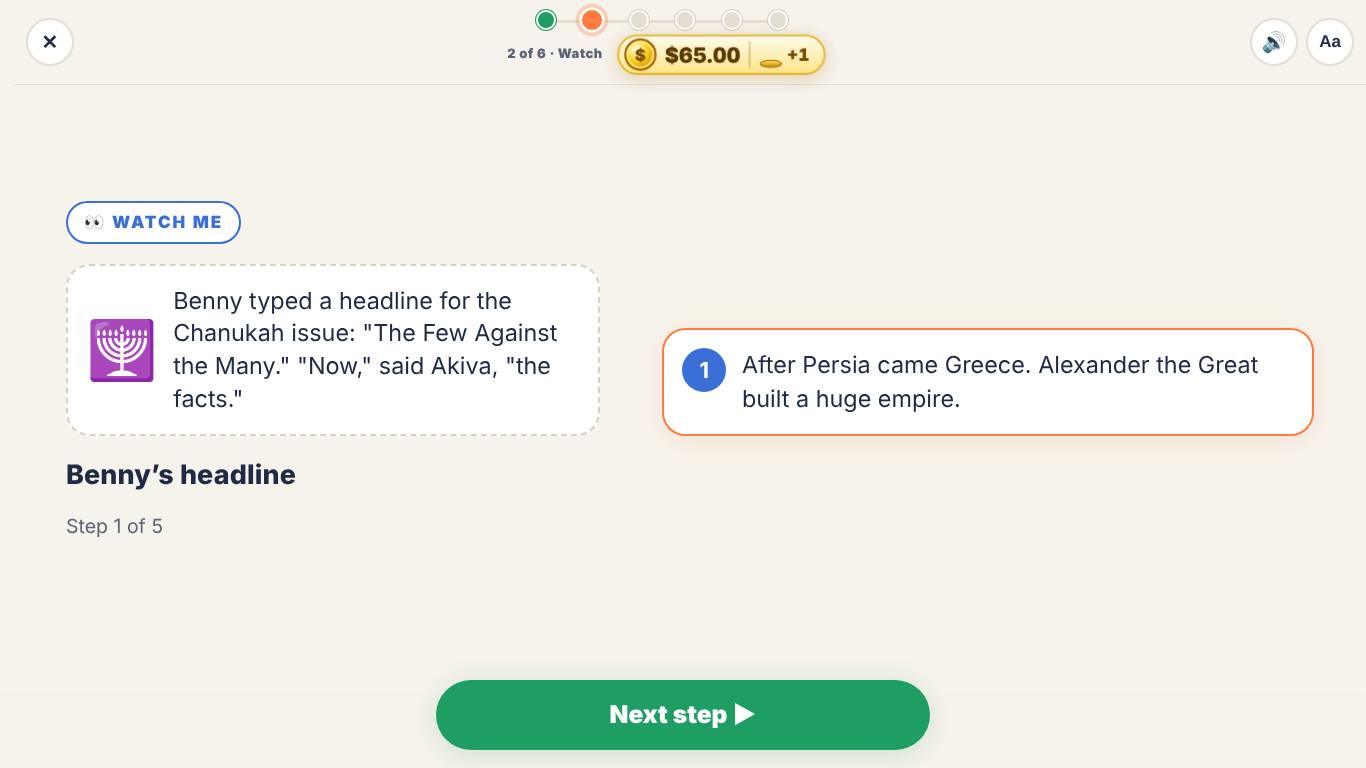 ✕
2 of 6 · Watch
$ $65.00 +1
Aa
👀 WATCH ME
Benny typed a headline for the
Chanukah issue: "The Few Against
the Many." "Now," said Akiva, "the
facts."
Benny’s headline
Step 1 of 5
1 After Persia came Greece. Alexander the Great
built a huge empire.
Next step ▶